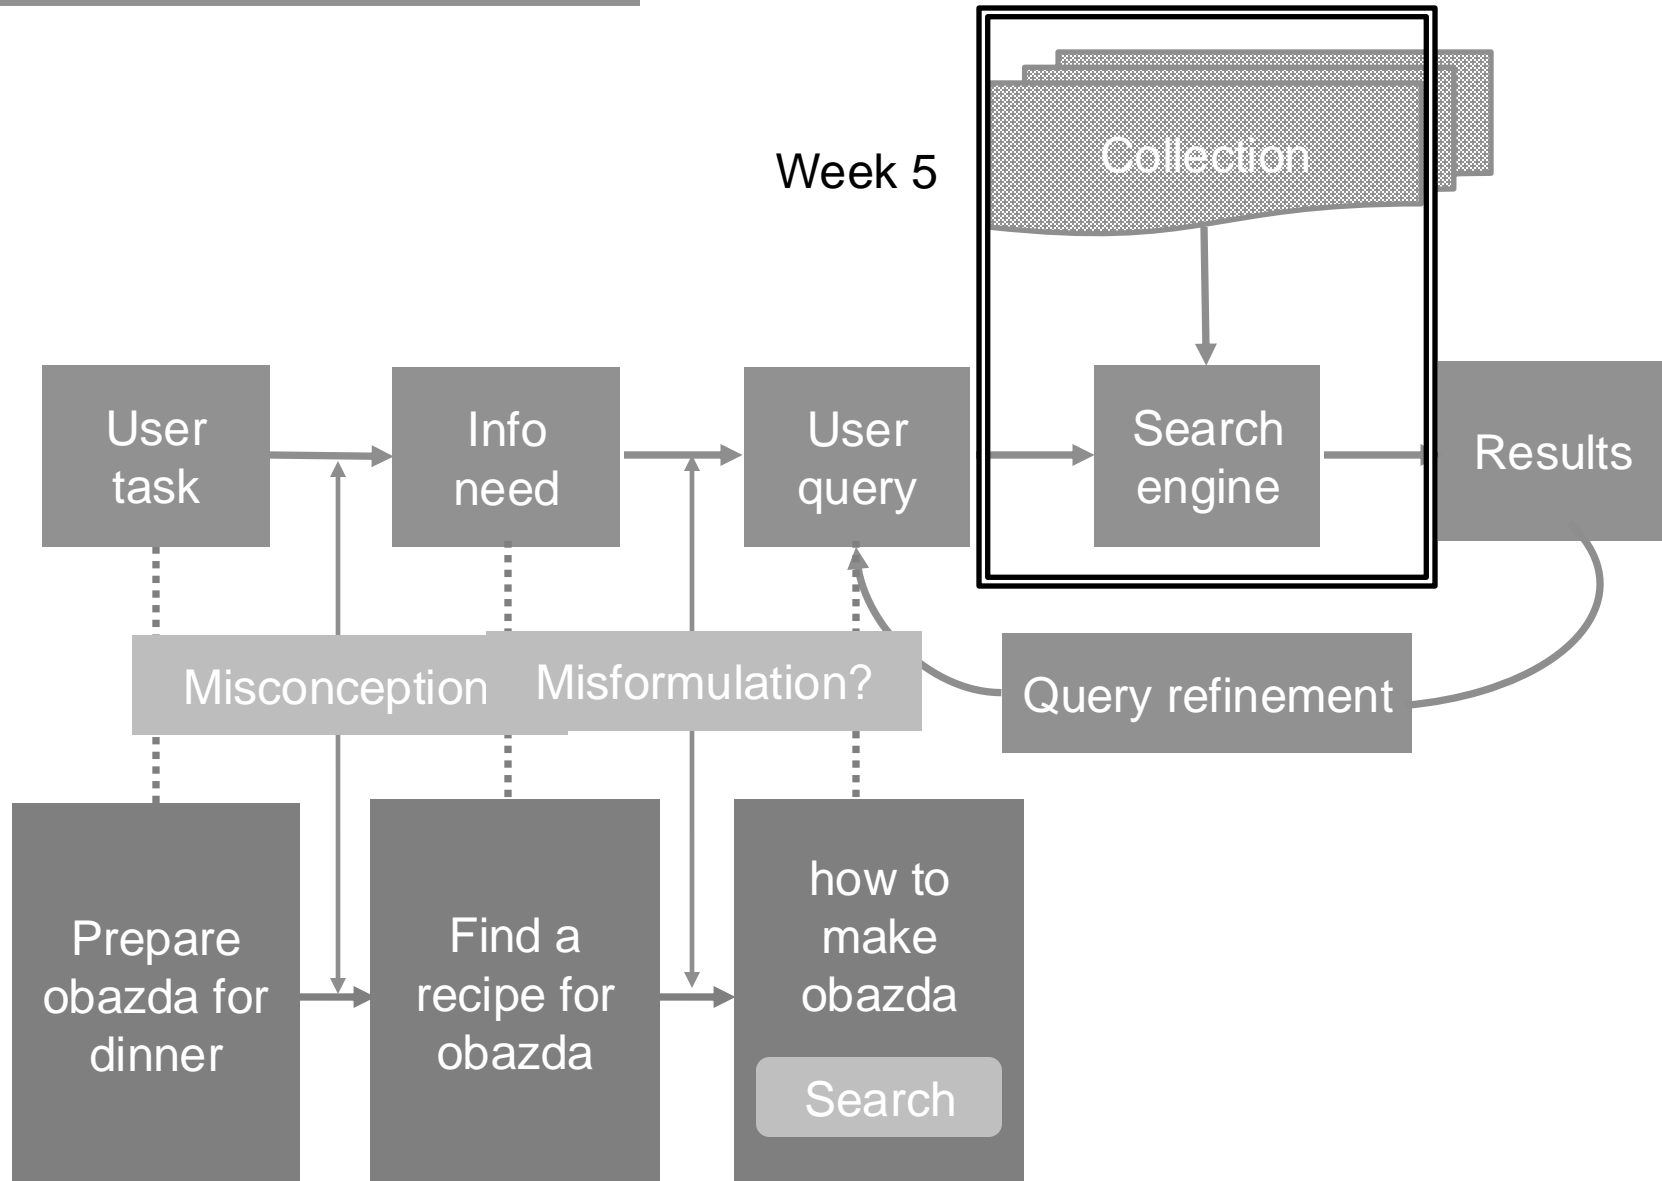 Collection
Week 5
User
task
Info
need
User
query
Search
engine
Results
Misconception
Misformulation?
Query refinement
Prepare
obazda for
dinner
Find a
recipe for
obazda
how to
make
obazda
Search